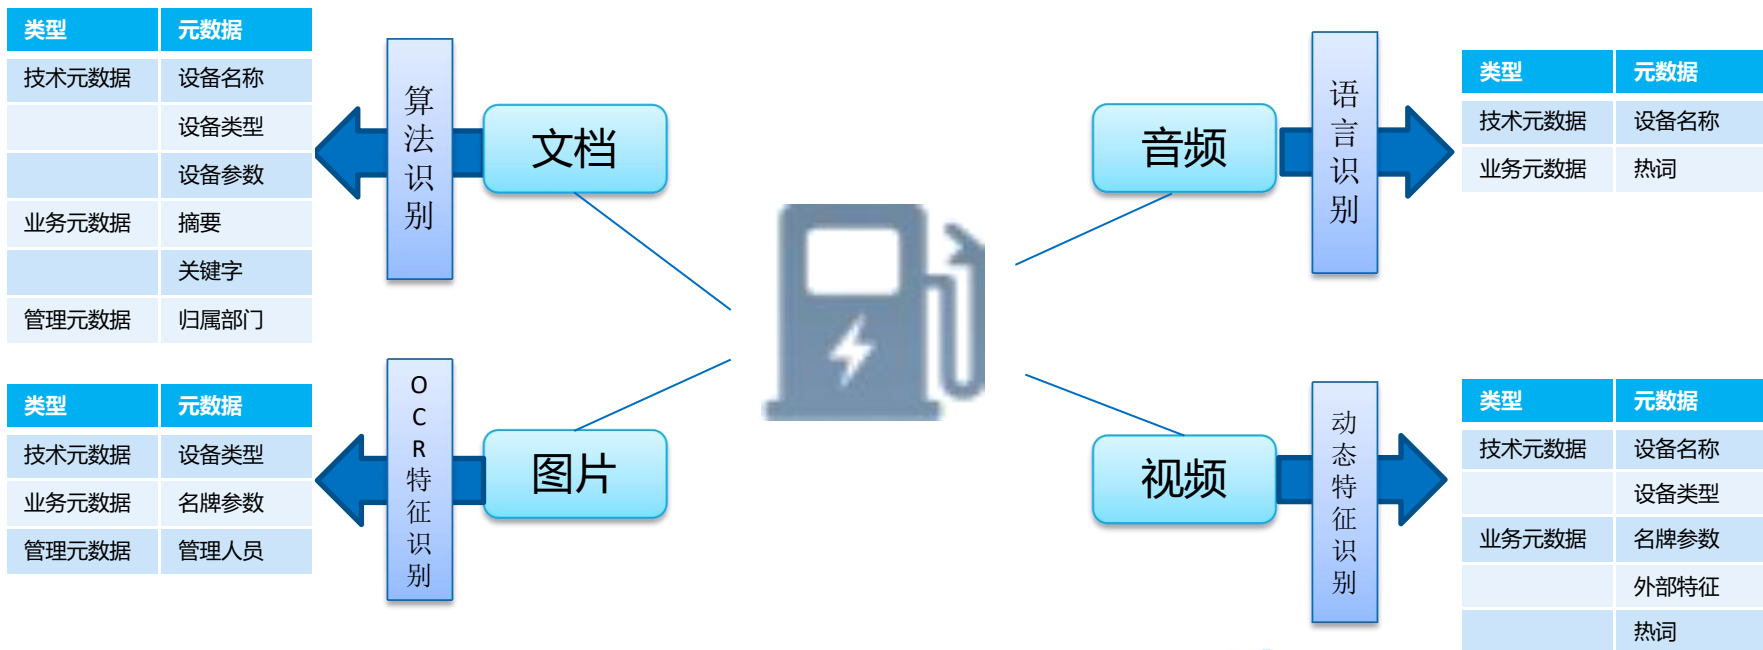 类型 元数据
技术元数据 设备名称
设备类型
设备参数
业务元数据 摘要
关键字
管理元数据 归属部门
算法识别
文档
类型 元数据
技术元数据 设备类型
业务元数据 名牌参数
管理元数据 管理人员
OCR特征识别
图片
音频
语言识别
类型 元数据
技术元数据 设备名称
业务元数据 热词
视频
动态特征识别
类型 元数据
技术元数据 设备名称
设备类型
业务元数据 名牌参数
外部特征
热词